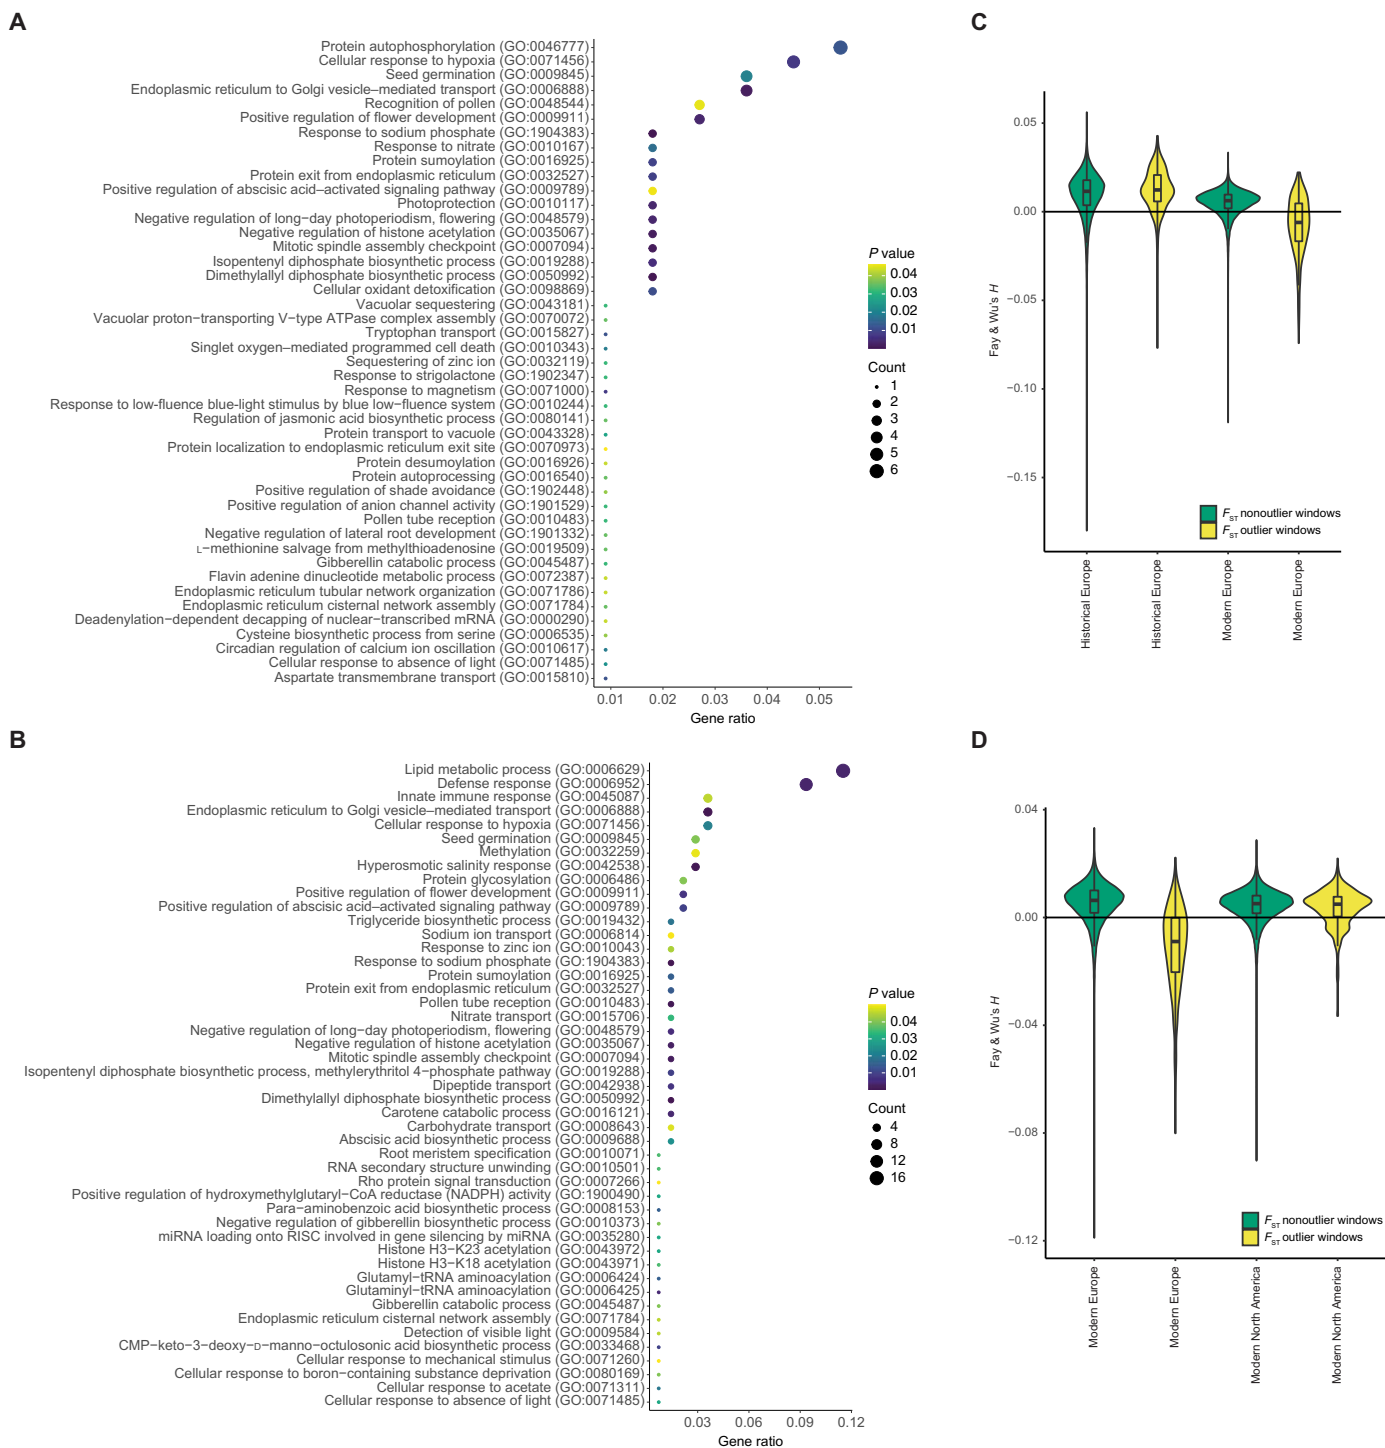 A
Protein autophosphorylation (GO:0046777)
Cellular response to hypoxia (GO:0071456)
Seed germination (GO:0009845)
Endoplasmic reticulum to Golgi vesicle–mediated transport (GO:0006888)
Recognition of pollen (GO:0048544)
Positive regulation of flower development (GO:0009911)
Response to sodium phosphate (GO:1904383)
Response to nitrate (GO:0010167)
Protein sumoylation (GO:0016925)
Protein exit from endoplasmic reticulum (GO:0032527)
Positive regulation of abscisic acid–activated signaling pathway (GO:0009789)
Photoprotection (GO:0010117)
Negative regulation of long-day photoperiodism, flowering (GO:0048579)
Negative regulation of histone acetylation (GO:0035067)
Mitotic spindle assembly checkpoint (GO:0007094)
Isopentenyl diphosphate biosynthetic process (GO:0019288)
Dimethylallyl diphosphate biosynthetic process (GO:0050992)
Cellular oxidant detoxification (GO:0098869)
Vacuolar sequestering (GO:0043181)
Vacuolar proton−transporting V−type ATPase complex assembly (GO:0070072)
Tryptophan transport (GO:0015827)
Singlet oxygen–mediated programmed cell death (GO:0010343)
Sequestering of zinc ion (GO:0032119)
Response to strigolactone (GO:1902347)
Response to magnetism (GO:0071000)
Response to low-fluence blue-light stimulus by blue low−fluence system (GO:0010244)
Regulation of jasmonic acid biosynthetic process (GO:0080141)
Protein transport to vacuole (GO:0043328)
Protein localization to endoplasmic reticulum exit site (GO:0070973)
Protein desumoylation (GO:0016926)
Protein autoprocessing (GO:0016540)
Positive regulation of shade avoidance (GO:1902448)
Positive regulation of anion channel activity (GO:1901529)
Pollen tube reception (GO:0010483)
Negative regulation of lateral root development (GO:1901332)
L−methionine salvage from methylthioadenosine (GO:0019509)
Gibberellin catabolic process (GO:0045487)
Flavin adenine dinucleotide metabolic process (GO:0072387)
Endoplasmic reticulum tubular network organization (GO:0071786)
Endoplasmic reticulum cisternal network assembly (GO:0071784)
Deadenylation−dependent decapping of nuclear−transcribed mRNA (GO:0000290)
Cysteine biosynthetic process from serine (GO:0006535)
Circadian regulation of calcium ion oscillation (GO:0010617)
Cellular response to absence of light (GO:0071485)
Aspartate transmembrane transport (GO:0015810)
0.01 0.02 0.03 0.04 0.05
Gene ratio
P value
0.04
0.03
0.02
0.01
Count
1
2
3
4
5
6
C
Fay & Wu's H
0.05
0.00
−0.05
−0.10
−0.15
FST nonoutlier windows
FST outlier windows
Historical Europe
Historical Europe
Modern Europe
Modern Europe
B
Lipid metabolic process (GO:0006629)
Defense response (GO:0006952)
Innate immune response (GO:0045087)
Endoplasmic reticulum to Golgi vesicle–mediated transport (GO:0006888)
Cellular response to hypoxia (GO:0071456)
Seed germination (GO:0009845)
Methylation (GO:0032259)
Hyperosmotic salinity response (GO:0042538)
Protein glycosylation (GO:0006486)
Positive regulation of flower development (GO:0009911)
Positive regulation of abscisic acid–activated signaling pathway (GO:0009789)
Triglyceride biosynthetic process (GO:0019432)
Sodium ion transport (GO:0006814)
Response to zinc ion (GO:0010043)
Response to sodium phosphate (GO:1904383)
Protein sumoylation (GO:0016925)
Protein exit from endoplasmic reticulum (GO:0032527)
Pollen tube reception (GO:0010483)
Nitrate transport (GO:0015706)
Negative regulation of long-day photoperiodism, flowering (GO:0048579)
Negative regulation of histone acetylation (GO:0035067)
Mitotic spindle assembly checkpoint (GO:0007094)
Isopentenyl diphosphate biosynthetic process, methylerythritol 4−phosphate pathway (GO:0019288)
Dipeptide transport (GO:0042938)
Dimethylallyl diphosphate biosynthetic process (GO:0050992)
Carotene catabolic process (GO:0016121)
Carbohydrate transport (GO:0008643)
Abscisic acid biosynthetic process (GO:0009688)
Root meristem specification (GO:0010071)
RNA secondary structure unwinding (GO:0010501)
Rho protein signal transduction (GO:0007266)
Positive regulation of hydroxymethylglutaryl−CoA reductase (NADPH) activity (GO:1900490)
Para−aminobenzoic acid biosynthetic process (GO:0008153)
Negative regulation of gibberellin biosynthetic process (GO:0010373)
miRNA loading onto RISC involved in gene silencing by miRNA (GO:0035280)
Histone H3−K23 acetylation (GO:0043972)
Histone H3−K18 acetylation (GO:0043971)
Glutamyl−tRNA aminoacylation (GO:0006424)
Glutaminyl−tRNA aminoacylation (GO:0006425)
Gibberellin catabolic process (GO:0045487)
Endoplasmic reticulum cisternal network assembly (GO:0071784)
Detection of visible light (GO:0009584)
CMP−keto−3−deoxy−D−manno−octulosonic acid biosynthetic process (GO:0033468)
Cellular response to mechanical stimulus (GO:0071260)
Cellular response to boron−containing substance deprivation (GO:0080169)
Cellular response to acetate (GO:0071311)
Cellular response to absence of light (GO:0071485)
0.03 0.06 0.09 0.12
Gene ratio
P value
0.04
0.03
0.02
0.01
Count
4
8
12
16
D
Fay & Wu's H
0.04
0.00
−0.04
−0.08
−0.12
FST nonoutlier windows
FST outlier windows
Modern Europe
Modern Europe
Modern North America
Modern North America